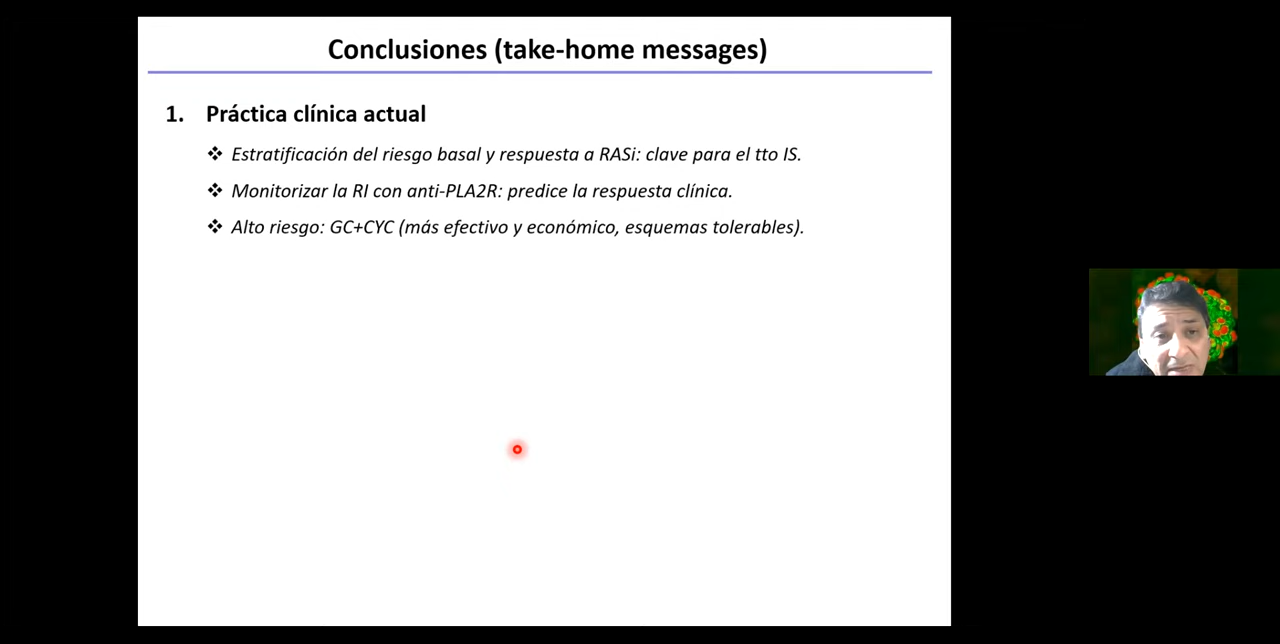 Conclusiones (take-home messages)
1. Práctica clínica actual
❖ Estratificación del riesgo basal y respuesta a RASi: clave para el tto IS.
❖ Monitorizar la RI con anti-PLA2R: predice la respuesta clínica.
❖ Alto riesgo: GC+CYC (más efectivo y económico, esquemas tolerables).